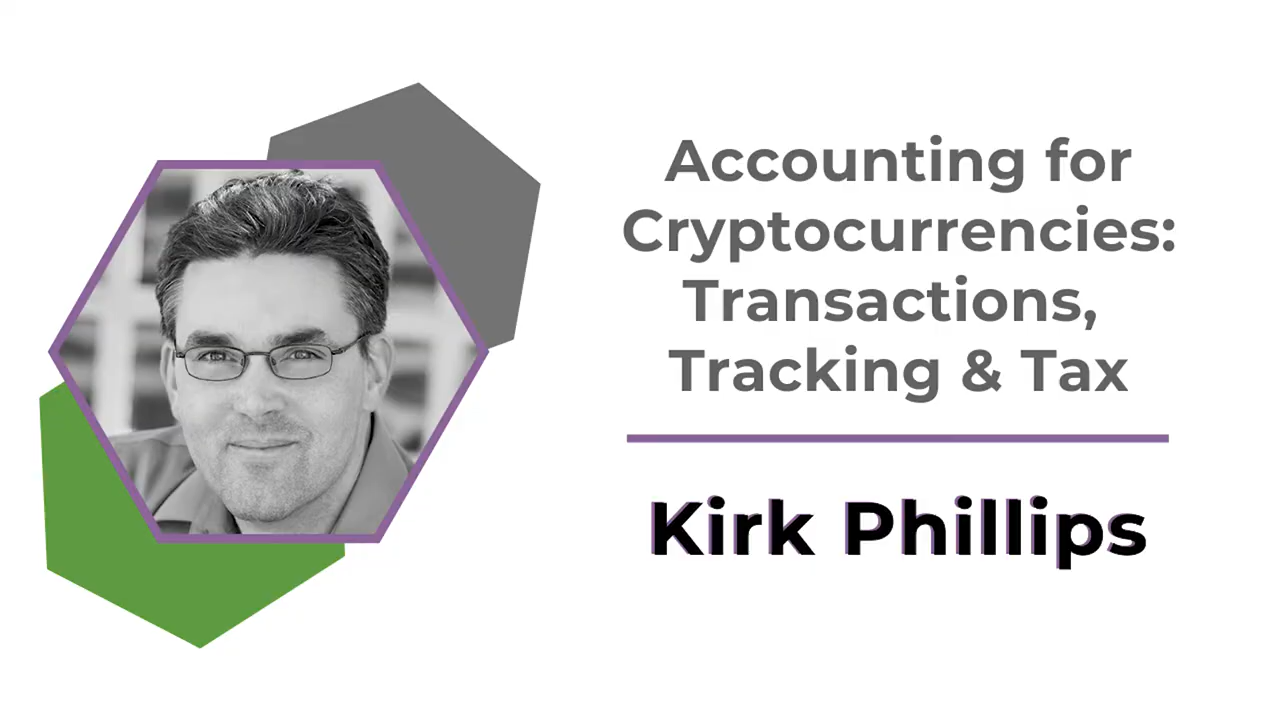 Accounting for
Cryptocurrencies:
Transactions,
Tracking & Tax
Kirk Phillips